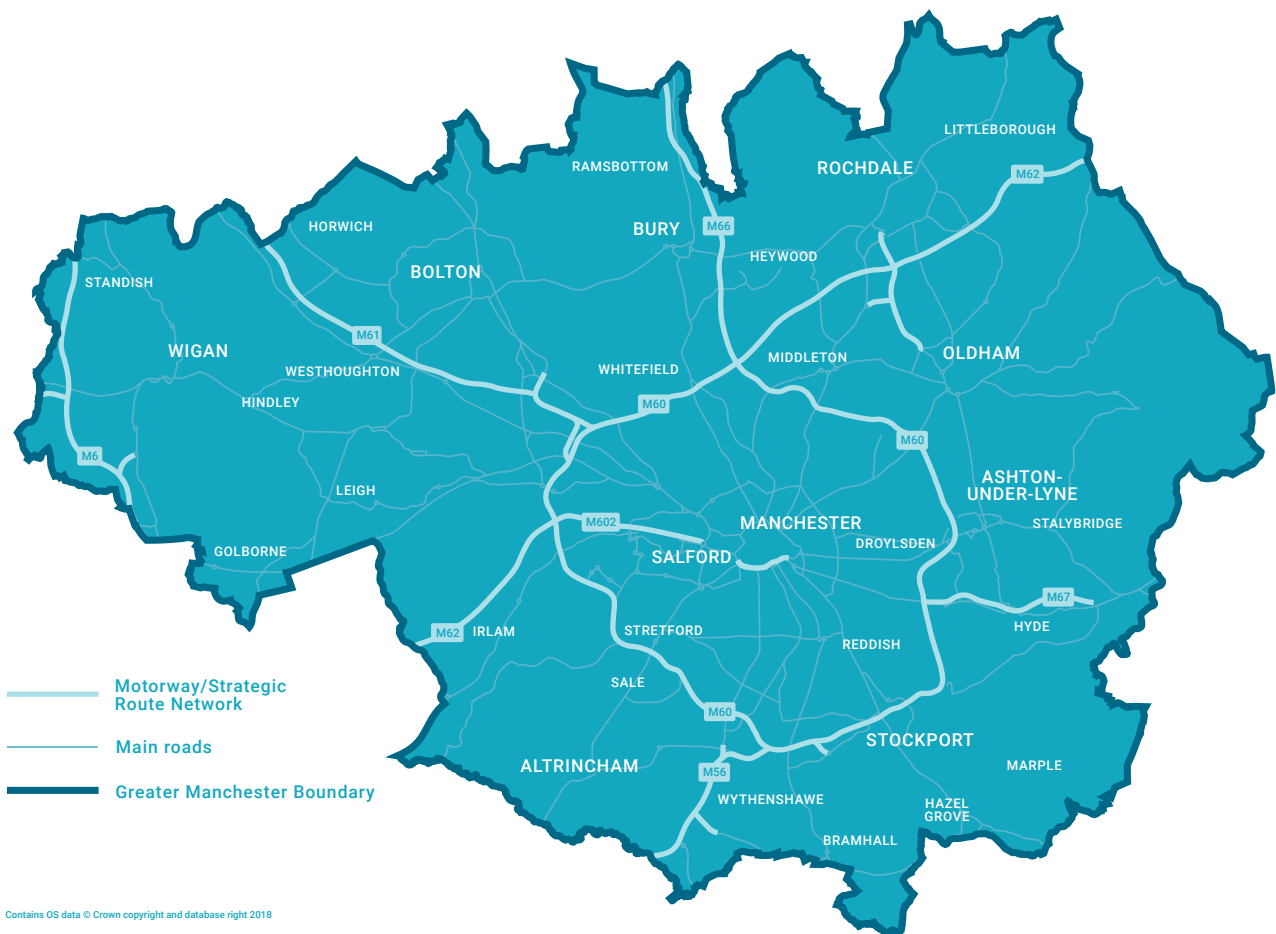 LITTLEBOROUGH
RAMSBOTTOM
ROCHDALE
M62
HORWICH
BURY
M66
HEYWOOD
STANDISH
BOLTON
M61
WIGAN
WESTHOUGHTON
WHITEFIELD
MIDDLETON
OLDHAM
HINDLEY
M60
M60
M6
LEIGH
ASHTON-
UNDER-LYNE
M602
MANCHESTER
STALYBRIDGE
GOLBORNE
SALFORD
DROYLSDEN
M67
M62
IRLAM
STRETFORD
REDDISH
HYDE
SALE
M60
STOCKPORT
ALTRINCHAM
M56
MARPLE
WYTHENSHAWE
HAZEL
GROVE
BRAMHALL
Motorway/Strategic
Route Network
Main roads
Greater Manchester Boundary
Contains OS data © Crown copyright and database right 2018